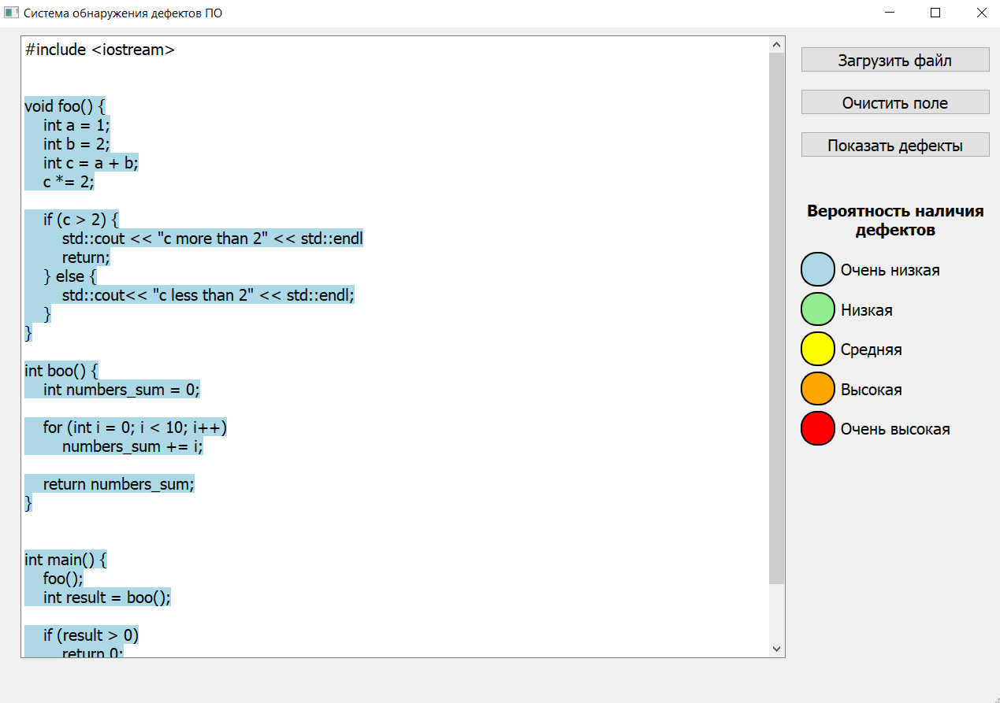 Система обнаружения дефектов ПО
#include <iostream>
void foo() {
    int a = 1;
    int b = 2;
    int c = a + b;
    c *= 2;
    if (c > 2) {
        std::cout << "c more than 2" << std::endl
        return;
    } else {
        std::cout<< "c less than 2" << std::endl;
    }
}
int boo() {
    int numbers_sum = 0;
    for (int i = 0; i < 10; i++)
        numbers_sum += i;
    return numbers_sum;
}
int main() {
    foo();
    int result = boo();
    if (result > 0)
        return 0;
Загрузить файл
Очистить поле
Показать дефекты
Вероятность наличия
дефектов
Очень низкая
Низкая
Средняя
Высокая
Очень высокая